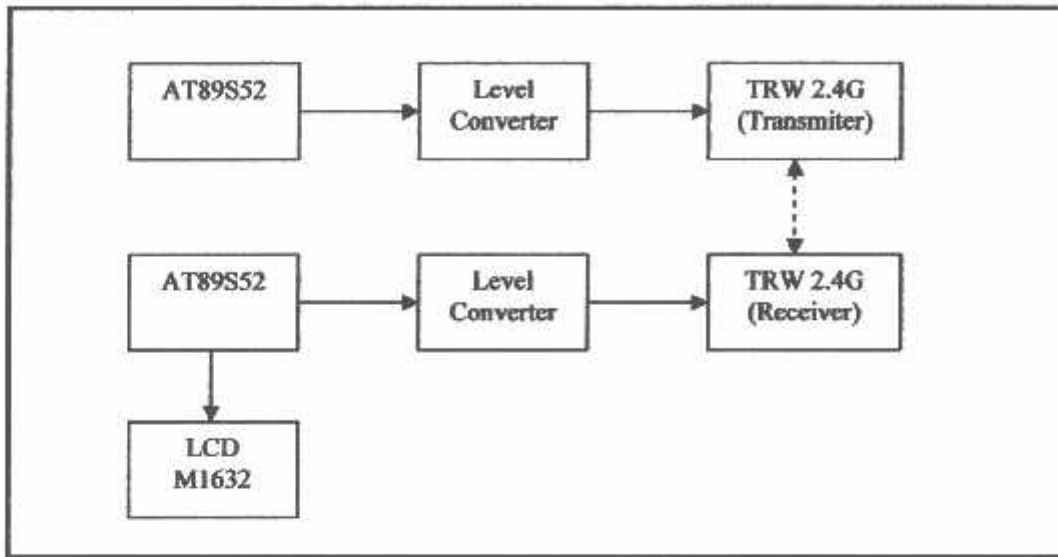 AT89S52
Level
Converter
TRW 2.4G
(Transmiter)
AT89S52
Level
Converter
TRW 2.4G
(Receiver)
LCD
M1632